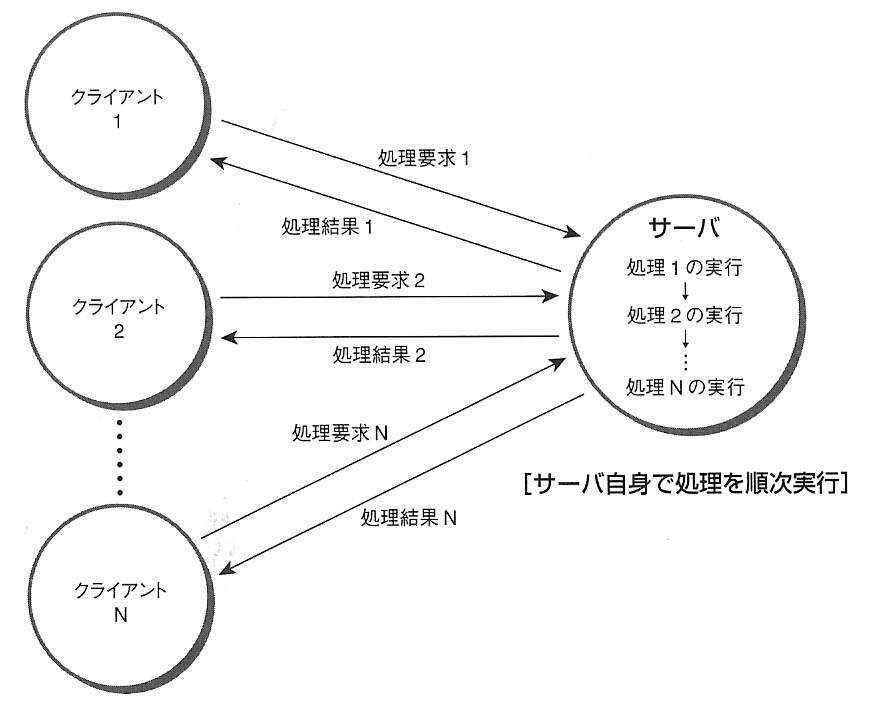 クライアント
1
処理要求1
処理結果1
クライアント
2
処理要求2
処理結果2
クライアント
N
処理要求N
処理結果N
サーバ
処理1の実行
↓
処理2の実行
↓
⋮
処理Nの実行
[サーバ自身で処理を順次実行]